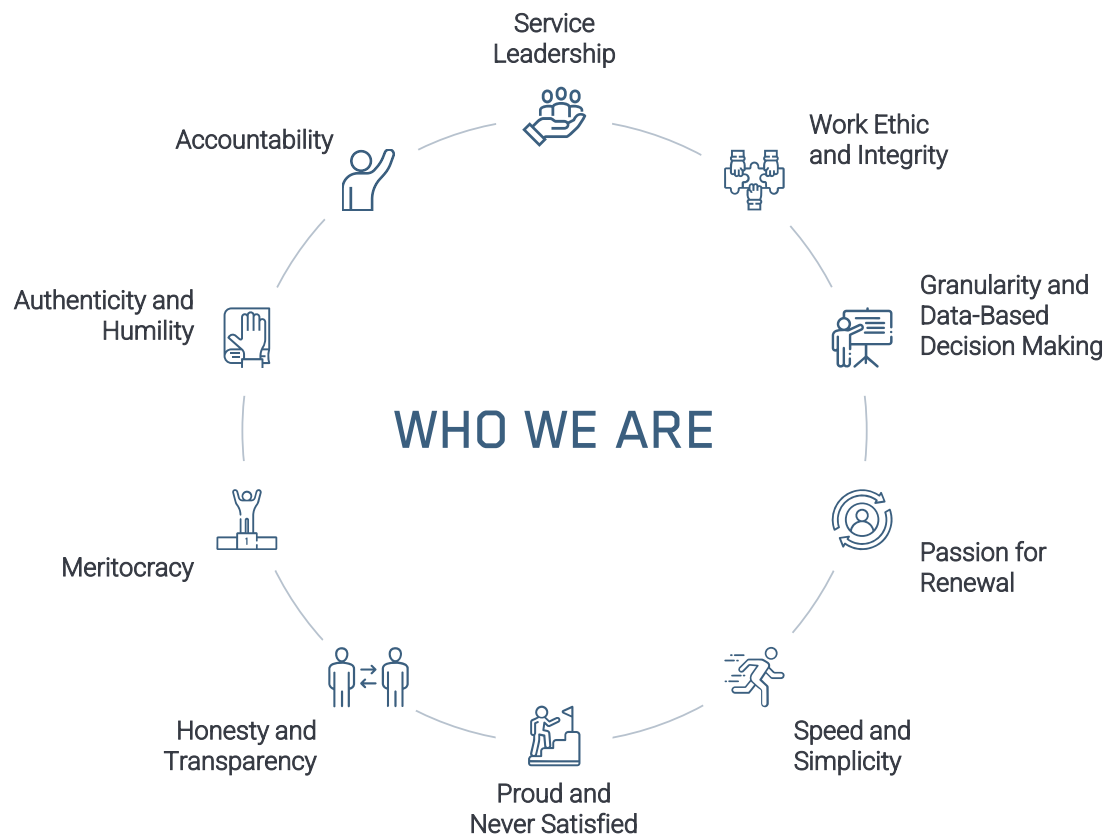 Service
Leadership
Work Ethic
and Integrity
Granularity and
Data-Based
Decision Making
Passion for
Renewal
Speed and
Simplicity
Proud and
Never Satisfied
Honesty and
Transparency
Meritocracy
1
Authenticity and
Humility
Accountability
WHO WE ARE